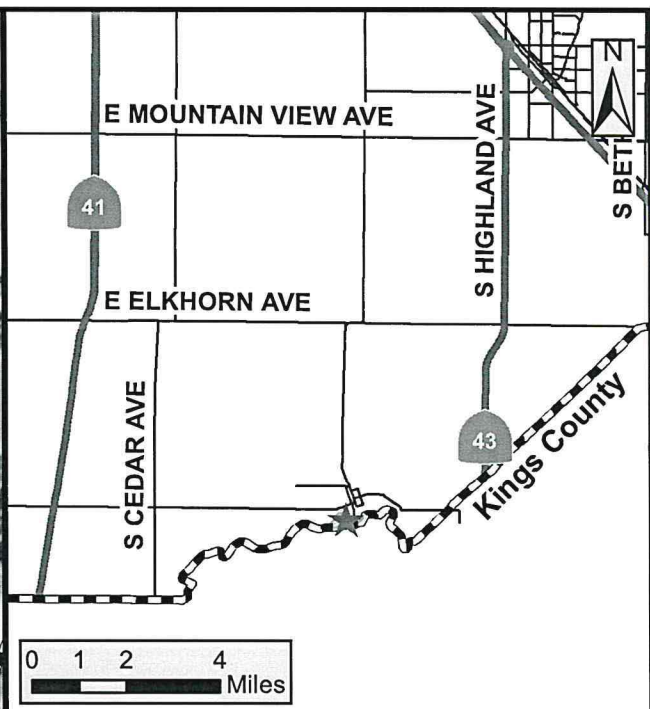 N
E MOUNTAIN VIEW AVE
S HIGHLAND AVE
S BET
41
E ELKHORN AVE
S CEDAR AVE
43
Kings County
0 1 2 4
Miles